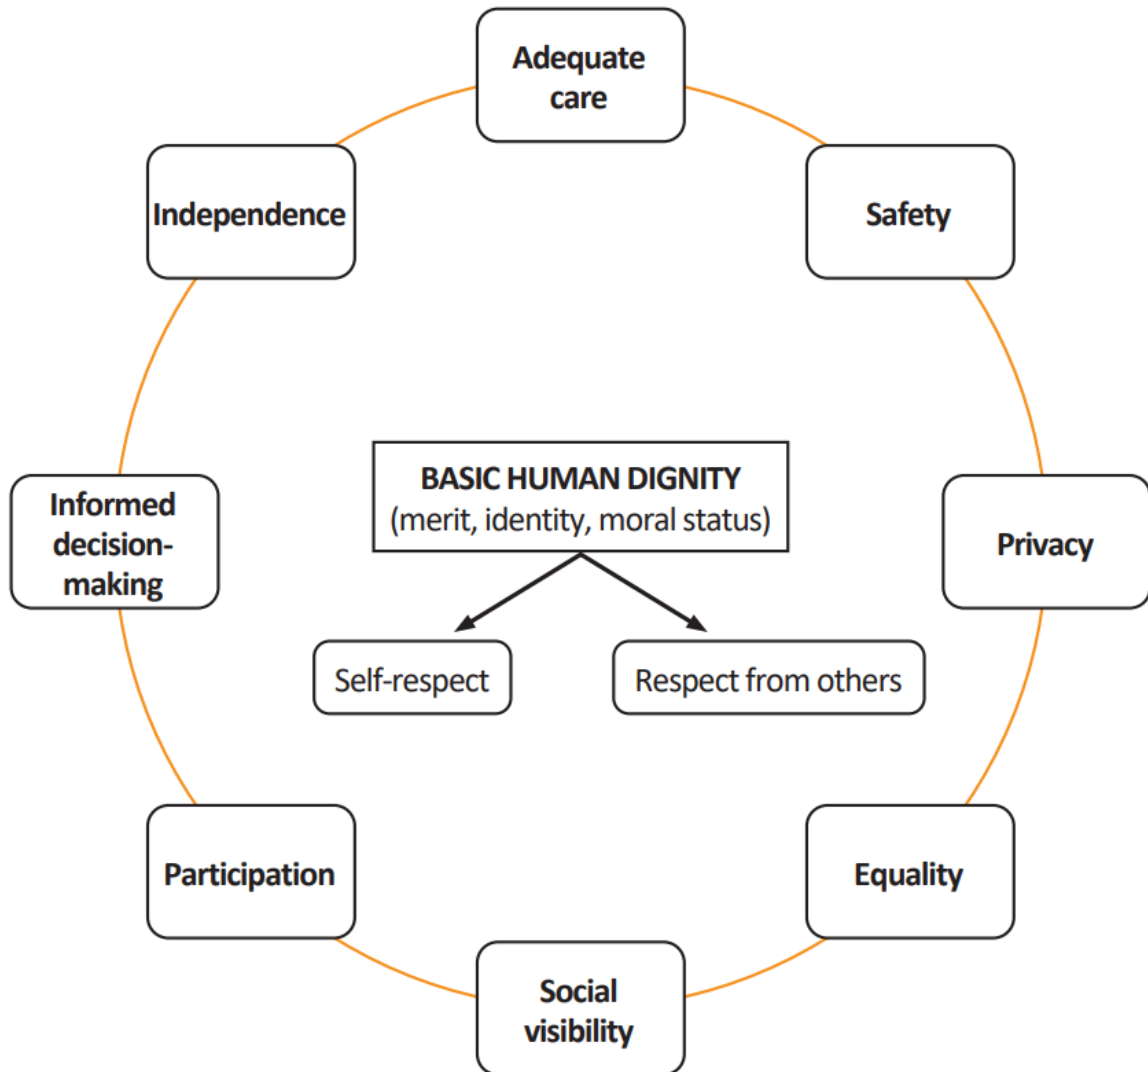 Adequate
care
Independence
Safety
BASIC HUMAN DIGNITY
(merit, identity, moral status)
Informed
decision-
making
Privacy
Self-respect
Respect from others
Participation
Equality
Social
visibility